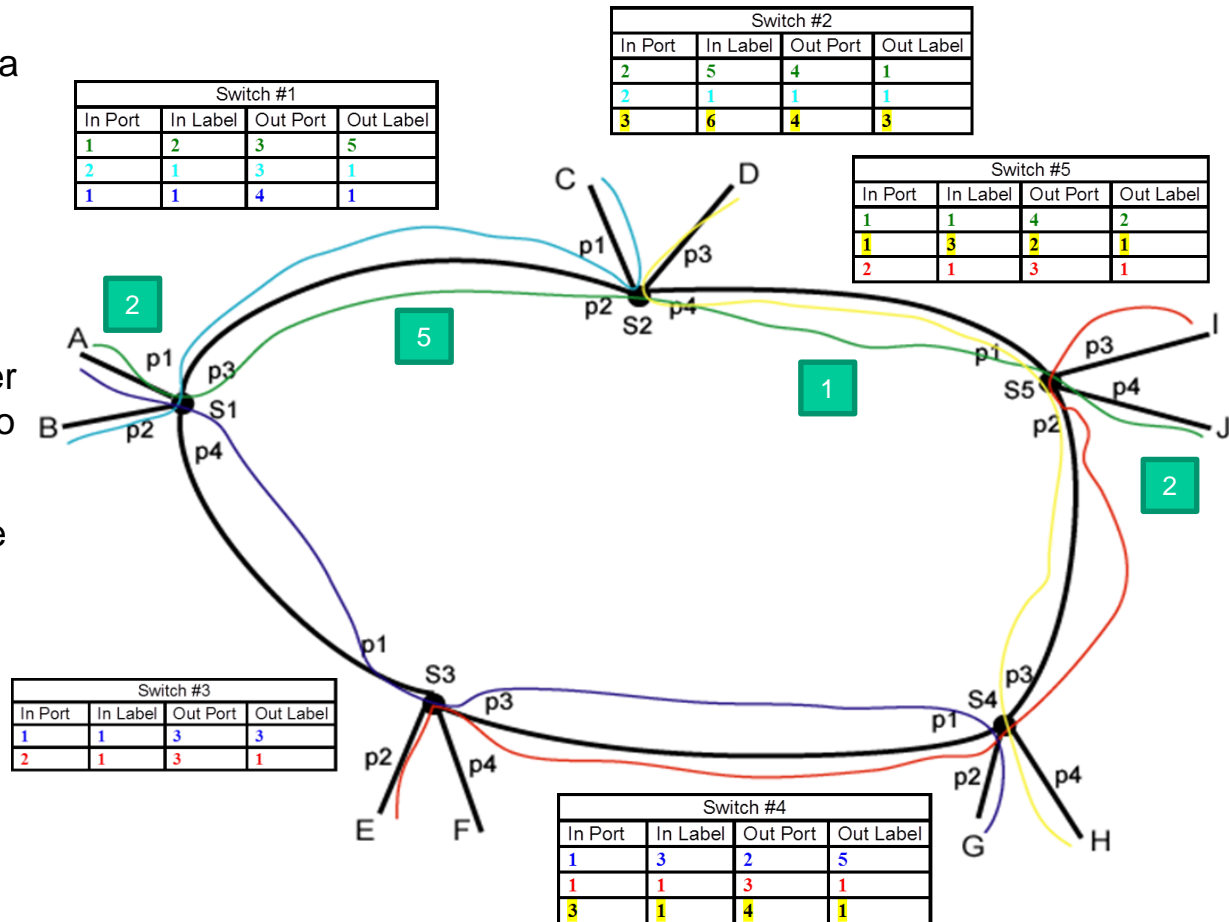 a
er
o
e
Switch #1
In Port In Label Out Port Out Label
1 2 3 5
2 1 3 1
1 1 4 1
Switch #2
In Port In Label Out Port Out Label
2 5 4 1
2 1 1 1
3 6 4 3
Switch #5
In Port In Label Out Port Out Label
1 1 4 2
1 3 2 1
2 1 3 1
C
D
p1
p3
p2
S2
p4
2
A
p1
p3
B
p2
S1
p4
5
1
p1
S5
p2
p3
p4
I
J
2
p1
S3
p3
p2
p4
E
F
S4
p3
p1
p2
p4
G
H
Switch #3
In Port In Label Out Port Out Label
1 1 3 3
2 1 3 1
Switch #4
In Port In Label Out Port Out Label
1 3 2 5
1 1 3 1
3 1 4 1